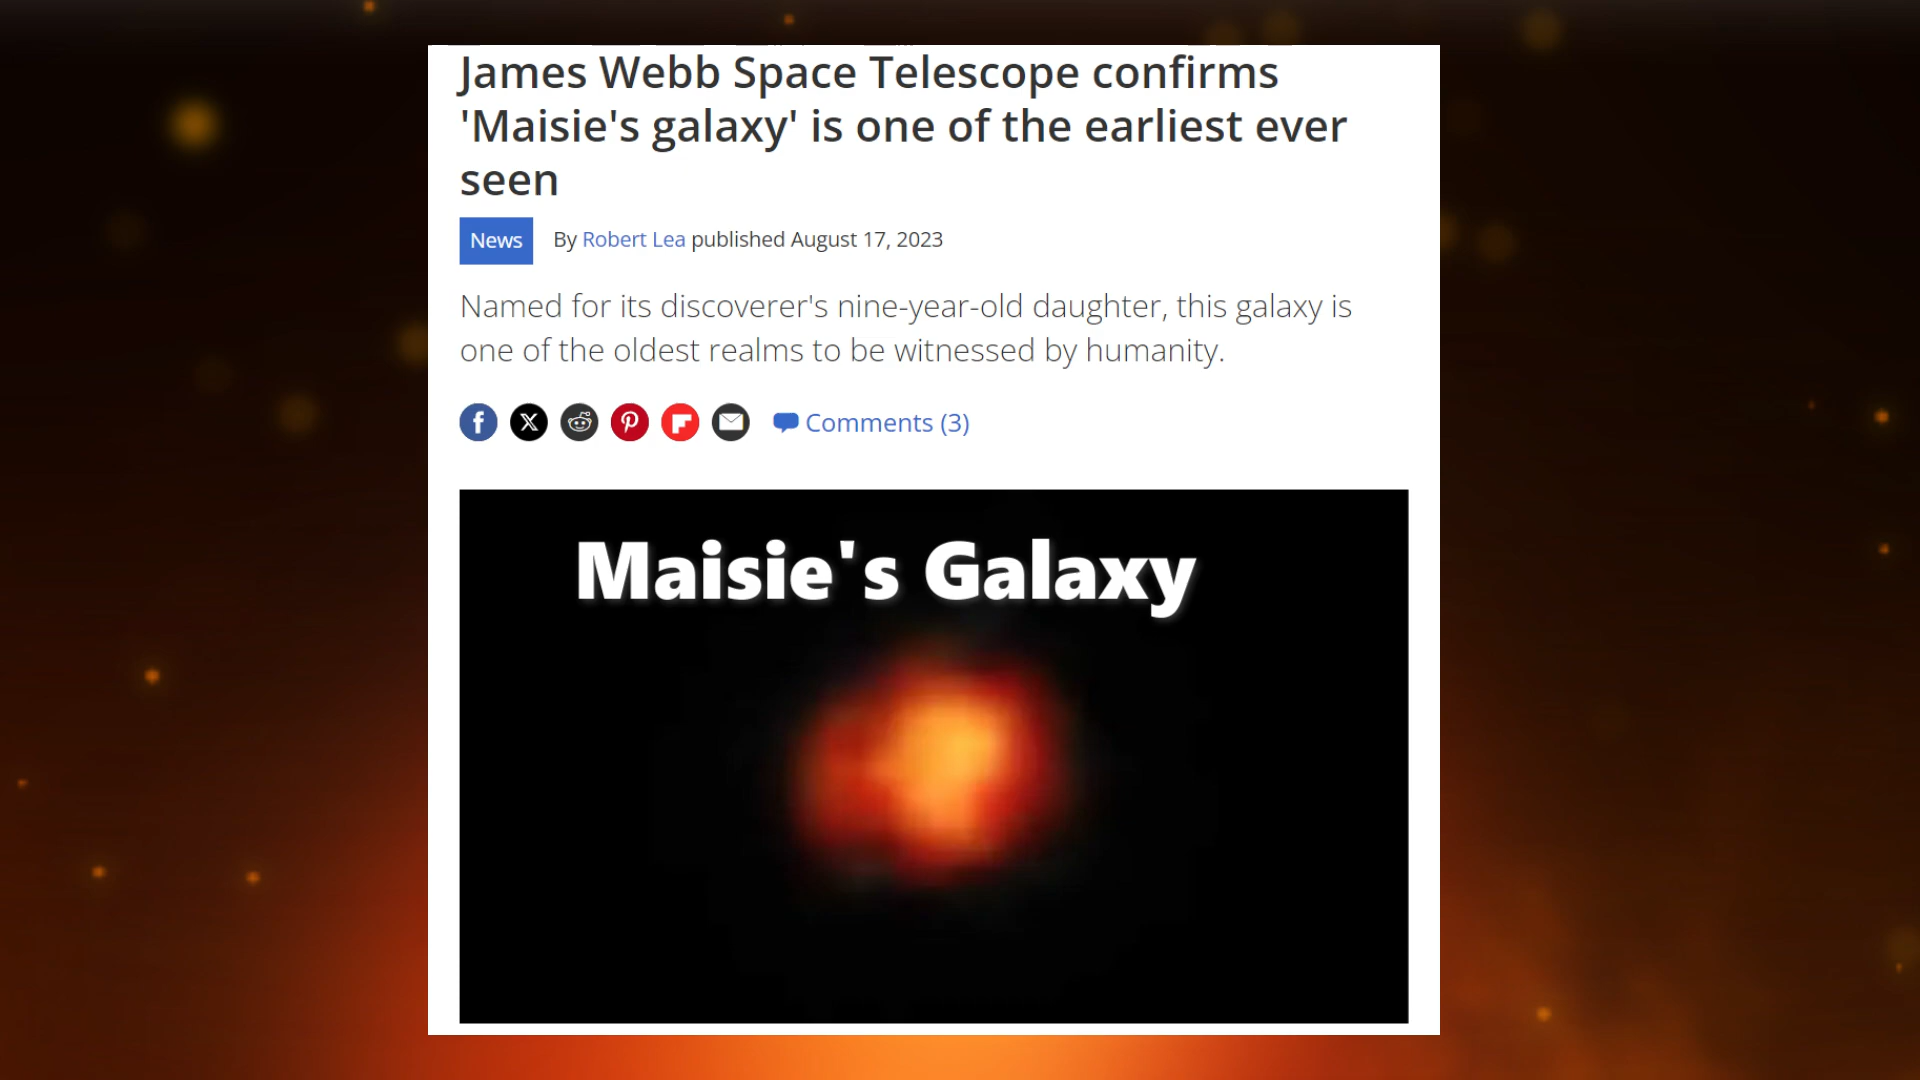 James Webb Space Telescope confirms
'Maisie's galaxy' is one of the earliest ever
seen
News
By Robert Lea published August 17, 2023
Named for its discoverer's nine-year-old daughter, this galaxy is
one of the oldest realms to be witnessed by humanity.
Comments (3)
Maisie's Galaxy